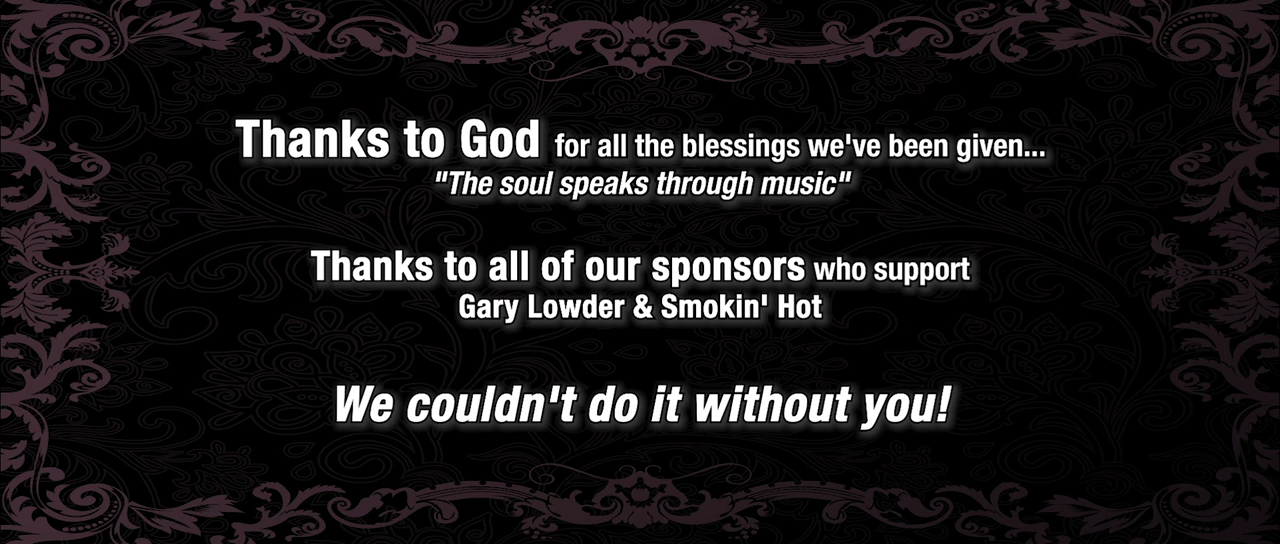 Thanks to God for all the blessings we've been given...
"The soul speaks through music"
Thanks to all of our sponsors who support
Gary Lowder & Smokin' Hot
We couldn't do it without you!